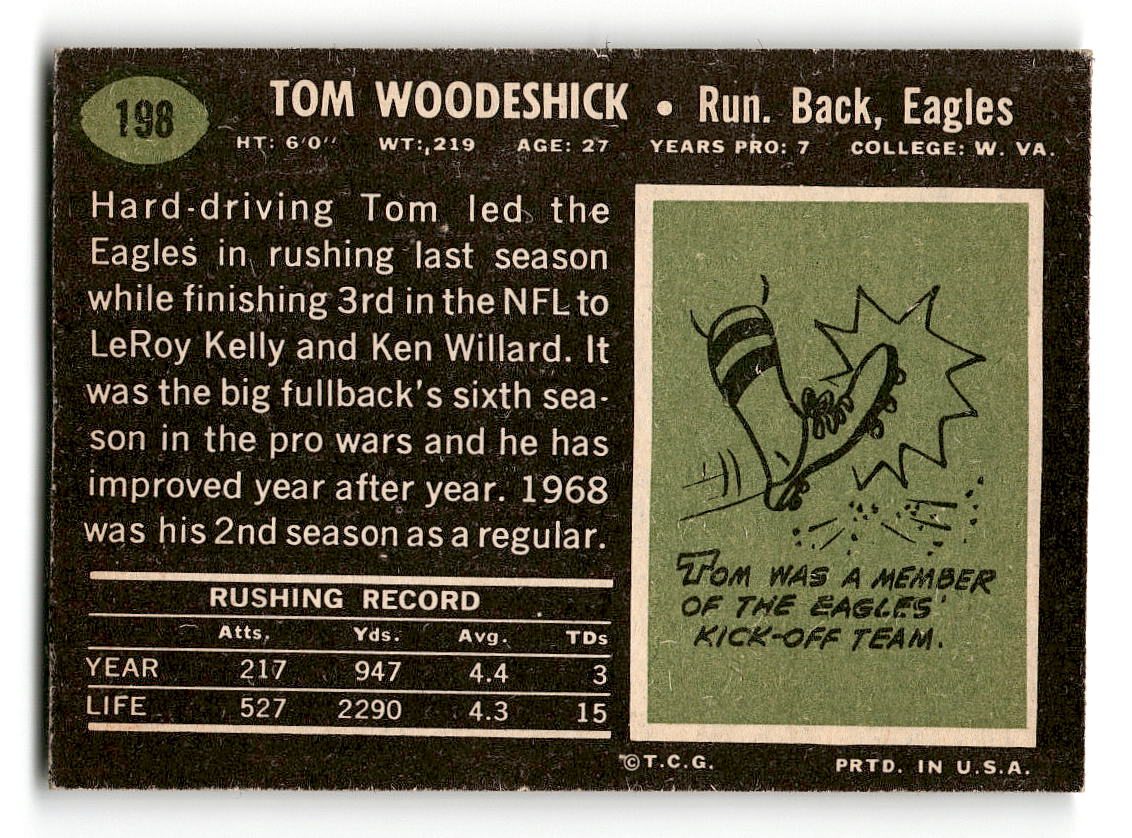 198
TOM WOODESHICK • Run. Back, Eagles
HT: 6'0" WT: 219 AGE: 27 YEARS PRO: 7 COLLEGE: W. VA.
Hard-driving Tom led the
Eagles in rushing last season
while finishing 3rd in the NFL to
LeRoy Kelly and Ken Willard. It
was the big fullback's sixth sea-
son in the pro wars and he has
improved year after year. 1968
was his 2nd season as a regular.
RUSHING RECORD
Atts. Yds. Avg. TDs
YEAR 217 947 4.4 3
LIFE 527 2290 4.3 15
TOM WAS A MEMBER
OF THE EAGLES'
KICK-OFF TEAM.
©T.C.G. PRTD. IN U.S.A.